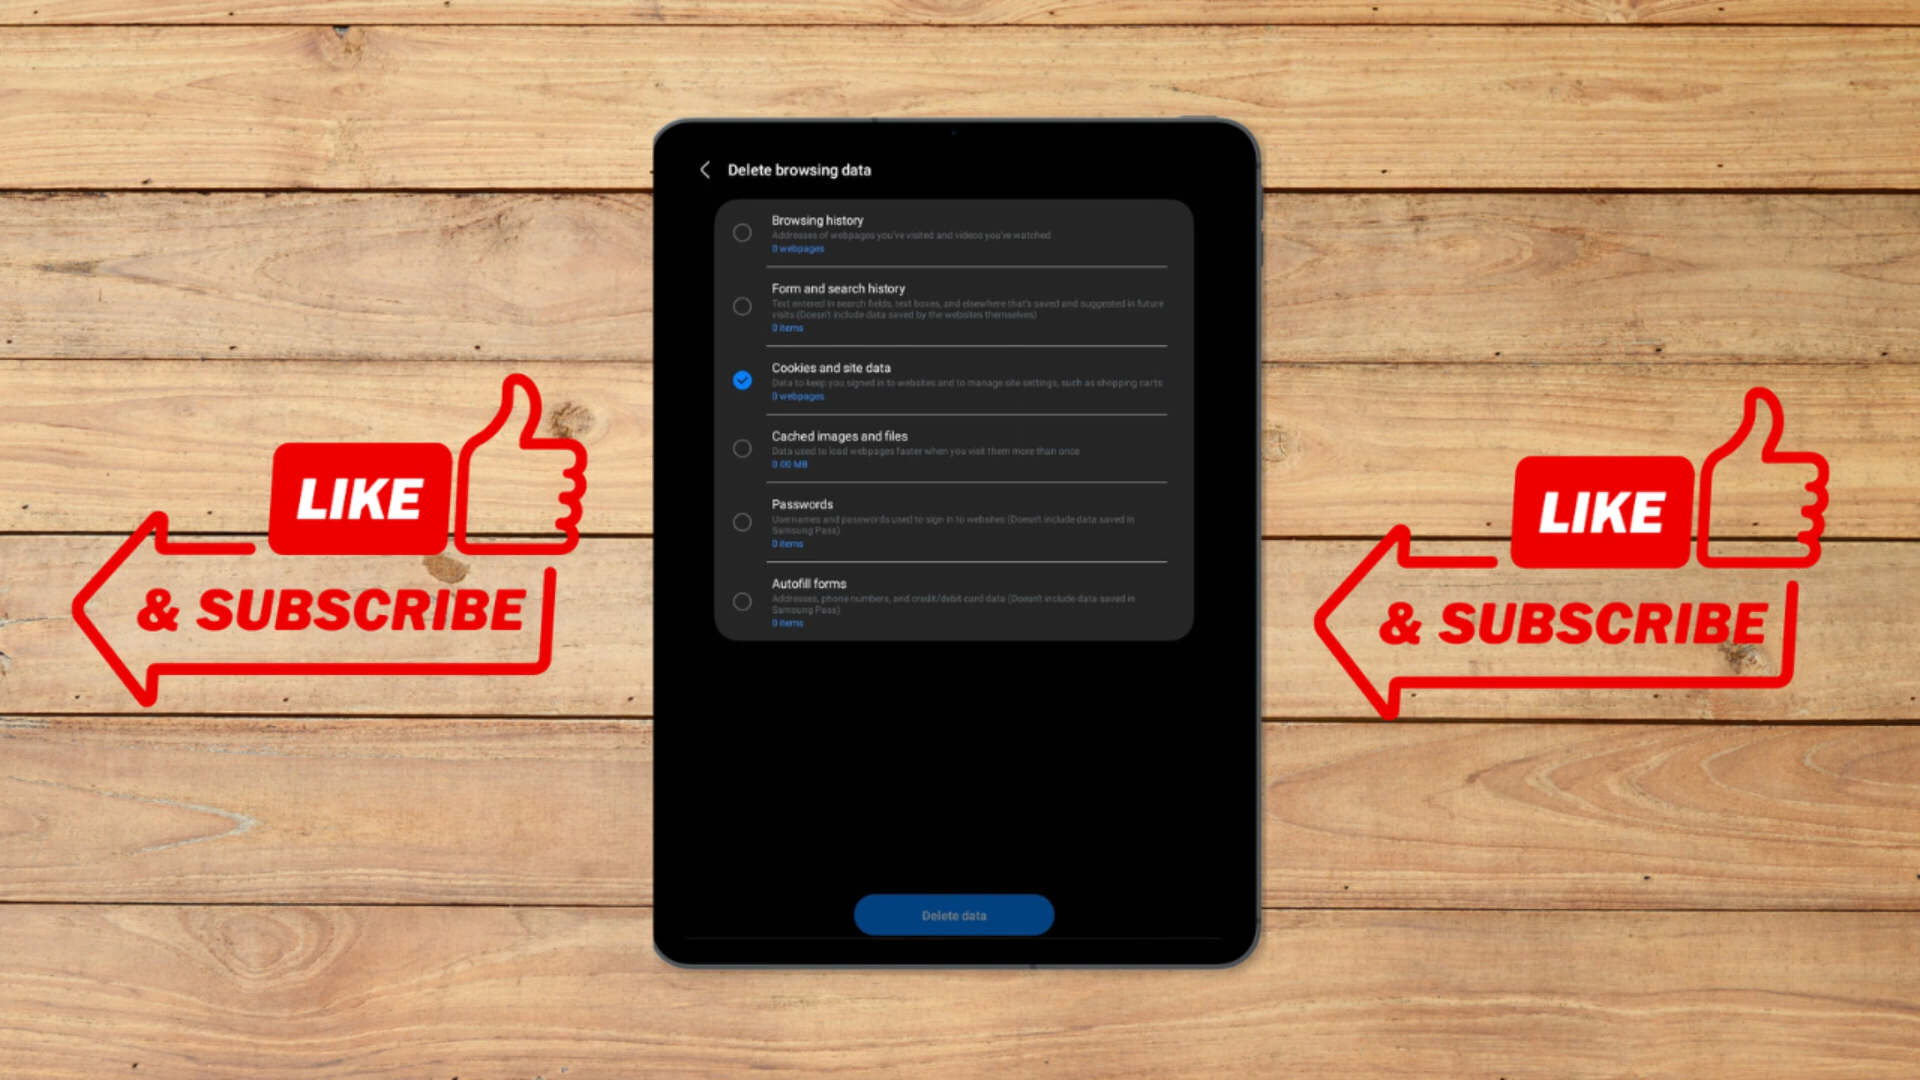 Delete browsing data
Browsing history
Addresses of webpages you've visited and videos you've watched
0 webpages
Form and search history
Text entered in search fields, text boxes, and elsewhere that's saved and suggested in future
visits (Doesn't include data saved by the websites themselves)
0 items
Cookies and site data
Data to keep you signed in to websites and to manage site settings, such as shopping carts
0 webpages
Cached images and files
Data used to load webpages faster when you visit them more than once
0.00 MB
Passwords
Usernames and passwords used to sign in to websites (Doesn't include data saved in
Samsung Pass)
0 items
Autofill forms
Addresses, phone numbers, and credit/debit card data (Doesn't include data saved in
Samsung Pass)
0 items
Delete data
LIKE
& SUBSCRIBE
LIKE
& SUBSCRIBE